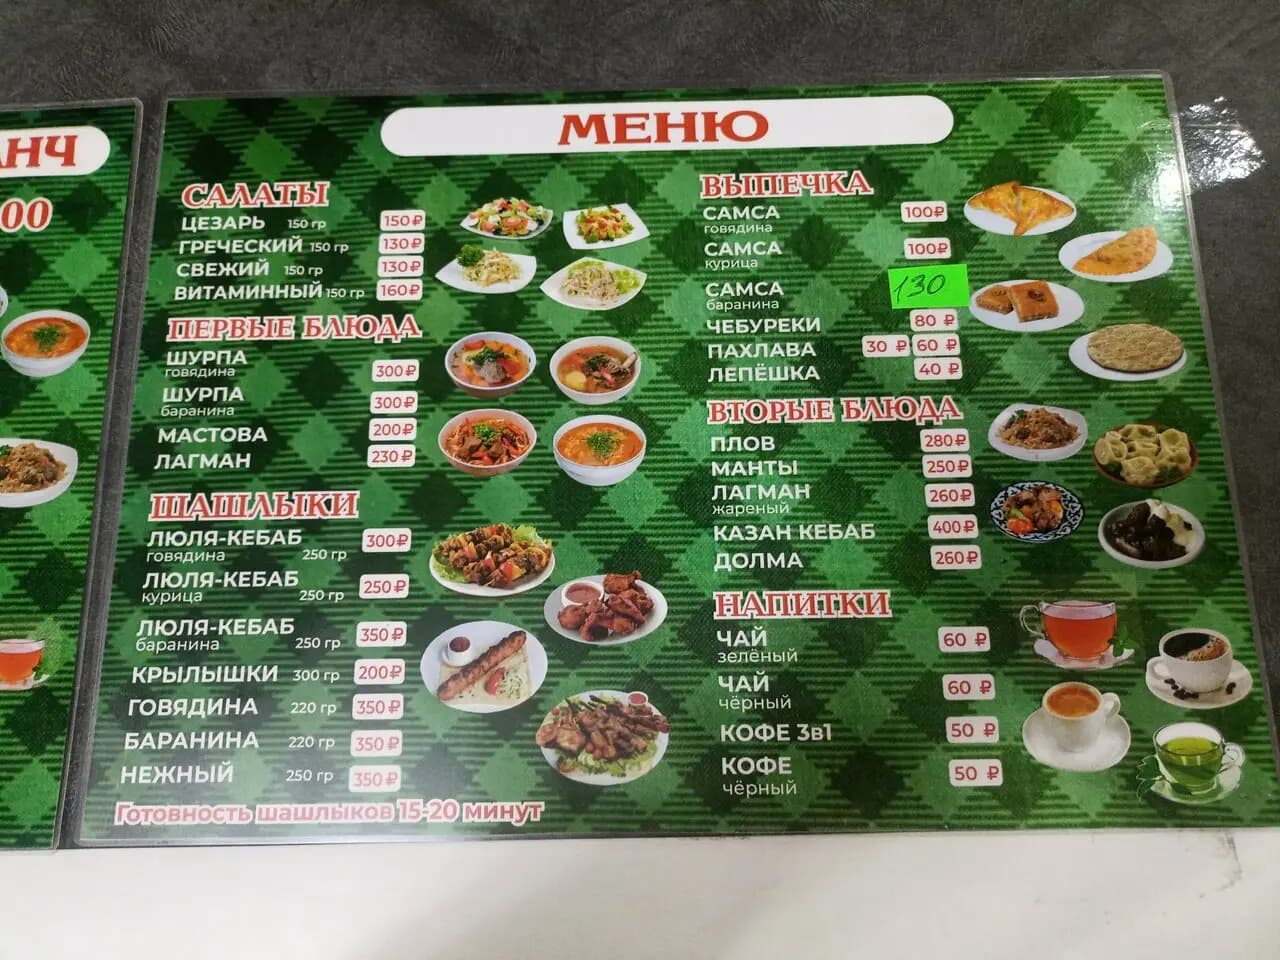 АНЧ
00
МЕНЮ
САЛАТЫ
ЦЕЗАРЬ 150 гр 150 ₽
ГРЕЧЕСКИЙ 150 гр 130 ₽
СВЕЖИЙ 150 гр 130 ₽
ВИТАМИННЫЙ 150 гр 160 ₽
ПЕРВЫЕ БЛЮДА
ШУРПА 300 ₽
говядина
ШУРПА 300 ₽
баранина
МАСТОВА 200 ₽
ЛАГМАН 230 ₽
ШАШЛЫКИ
ЛЮЛЯ-КЕБАБ 300 ₽
говядина 250 гр
ЛЮЛЯ-КЕБАБ 250 ₽
курица 250 гр
ЛЮЛЯ-КЕБАБ 350 ₽
баранина 250 гр
КРЫЛЫШКИ 300 гр 200 ₽
ГОВЯДИНА 220 гр 350 ₽
БАРАНИНА 220 гр 350 ₽
НЕЖНЫЙ 250 гр 350 ₽
Готовность шашлыков 15-20 минут
ВЫПЕЧКА
САМСА 100 ₽
говядина
САМСА 100 ₽
курица
САМСА 130
баранина
ЧЕБУРЕКИ 80 ₽
ПАХЛАВА 30 ₽ 60 ₽
ЛЕПЁШКА 40 ₽
ВТОРЫЕ БЛЮДА
ПЛОВ 280 ₽
МАНТЫ 250 ₽
ЛАГМАН 260 ₽
жареный
КАЗАН КЕБАБ 400 ₽
ДОЛМА 260 ₽
НАПИТКИ
ЧАЙ 60 ₽
зелёный
ЧАЙ 60 ₽
чёрный
КОФЕ 3в1 50 ₽
КОФЕ 50 ₽
чёрный